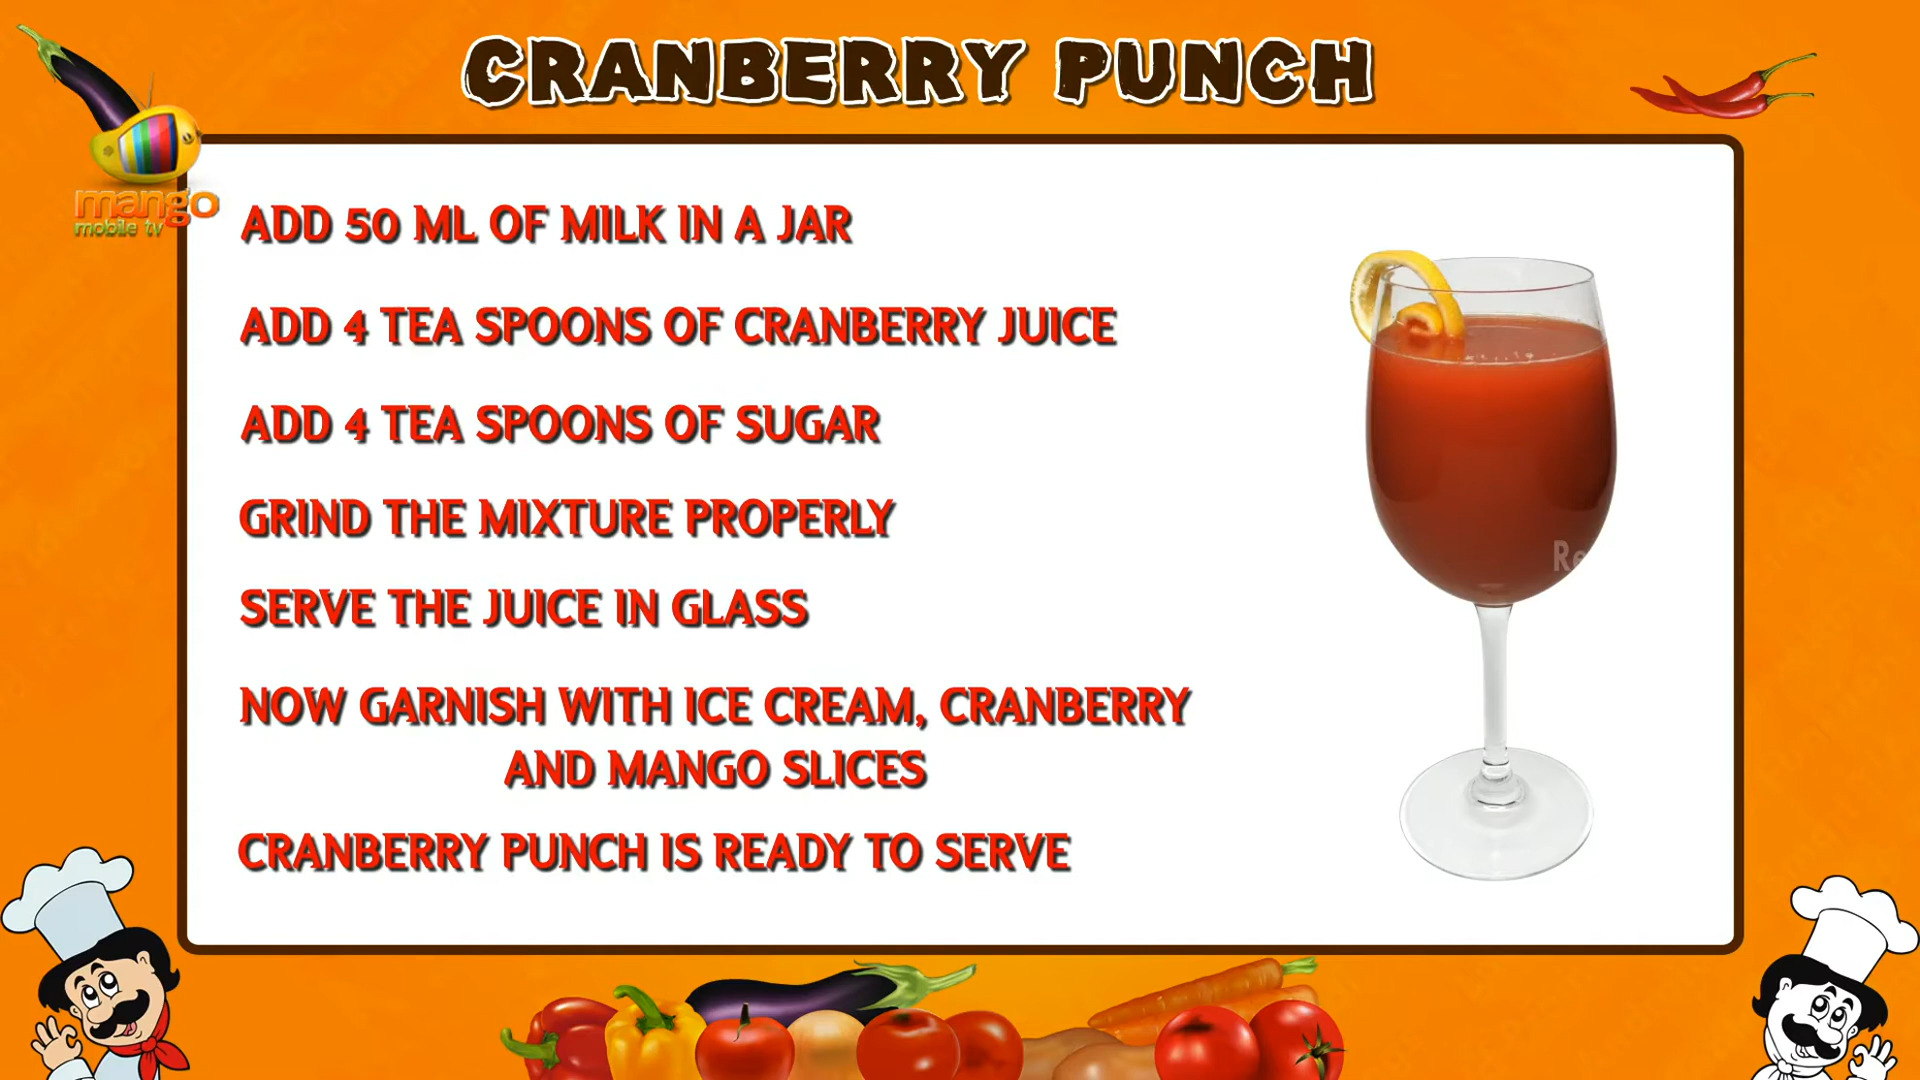 CRANBERRY PUNCH
mango
mobile tv
ADD 50 ML OF MILK IN A JAR
ADD 4 TEA SPOONS OF CRANBERRY JUICE
ADD 4 TEA SPOONS OF SUGAR
GRIND THE MIXTURE PROPERLY
SERVE THE JUICE IN GLASS
NOW GARNISH WITH ICE CREAM, CRANBERRY
AND MANGO SLICES
CRANBERRY PUNCH IS READY TO SERVE